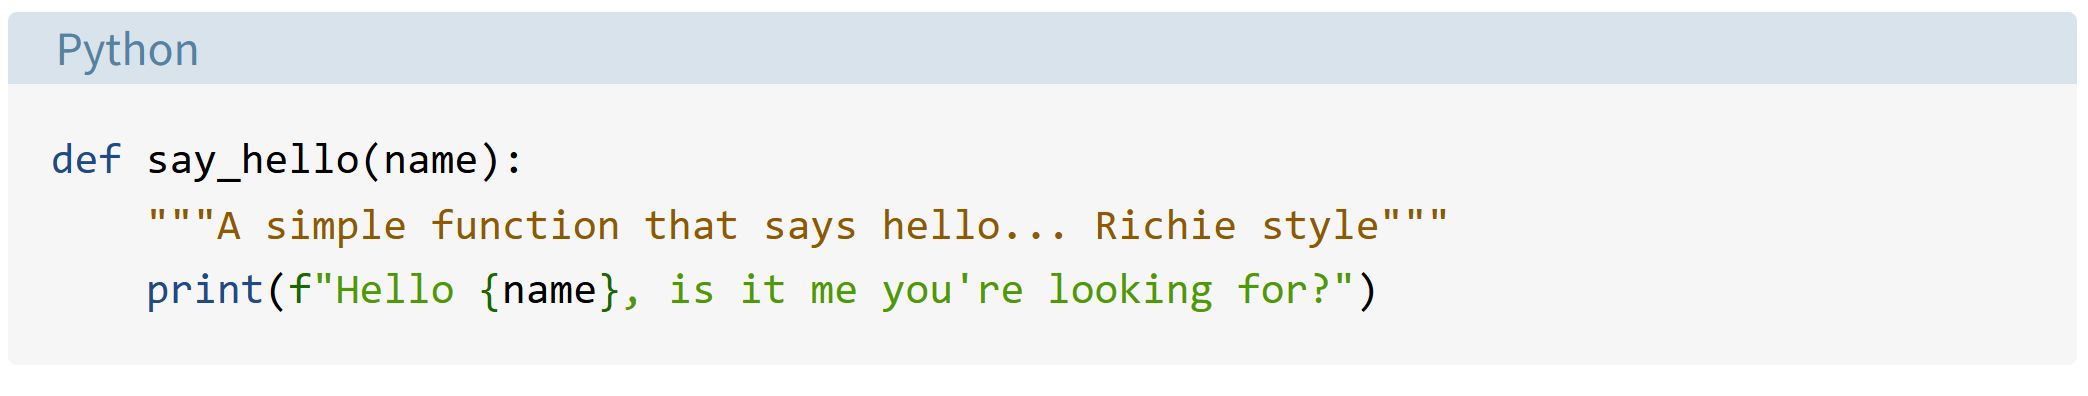 Python
def say_hello(name):
    """A simple function that says hello... Richie style"""
    print(f"Hello {name}, is it me you're looking for?")